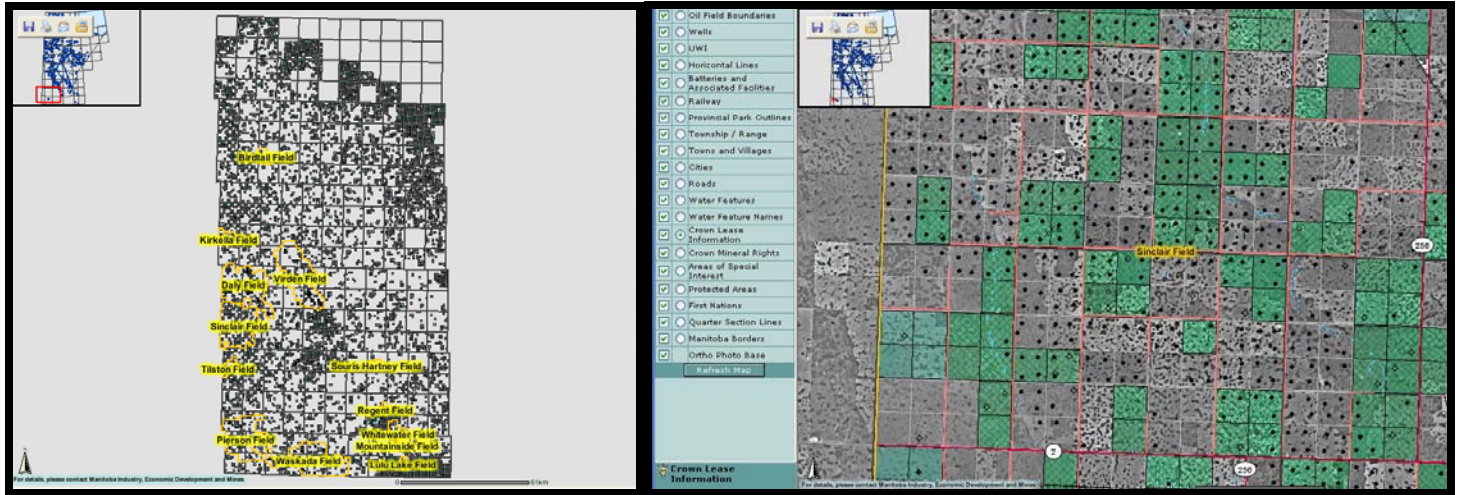 Birdtail Field
Kirkella Field
Virden Field
Daly Field
Sinclair Field
Tilston Field
Souris Hartney Field
Regent Field
Pierson Field
Whitewater Field
Mountainside Field
Waskada Field
Lulu Lake Field
For details, please contact Manitoba Industry, Economic Development and Mines
0
61km
Oil Field Boundaries
Wells
UWI
Horizontal Lines
Batteries and
Associated Facilities
Railway
Provincial Park Outlines
Township / Range
Towns and Villages
Cities
Roads
Water Features
Water Feature Names
Crown Lease
Information
Crown Mineral Rights
Areas of Special
Interest
Protected Areas
First Nations
Quarter Section Lines
Manitoba Borders
Ortho Photo Base
Refresh Map
Crown Lease
Information
Sinclair Field
256
2
256
For details, please contact Manitoba Industry, Economic Development and Mines